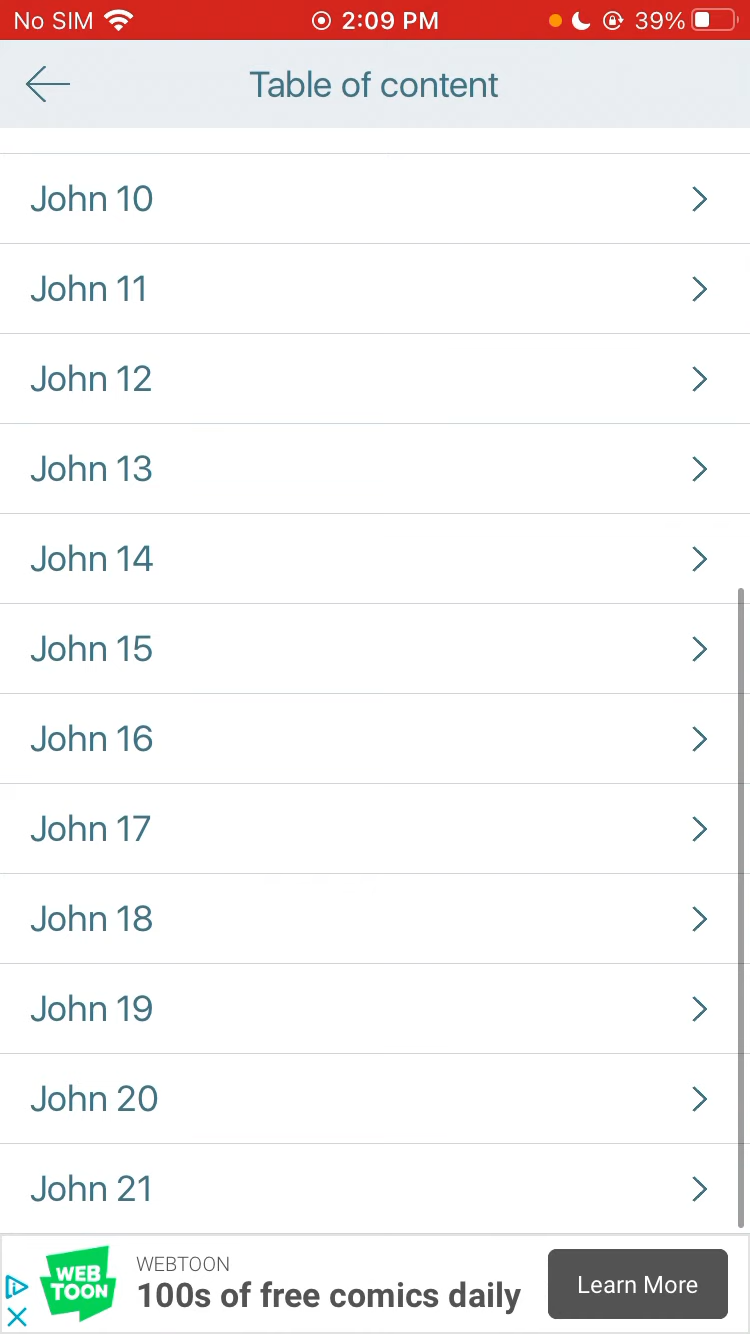 No SIM 2:09 PM 39%
Table of content
John 10
John 11
John 12
John 13
John 14
John 15
John 16
John 17
John 18
John 19
John 20
John 21
WEB
TOON
WEBTOON
100s of free comics daily
Learn More